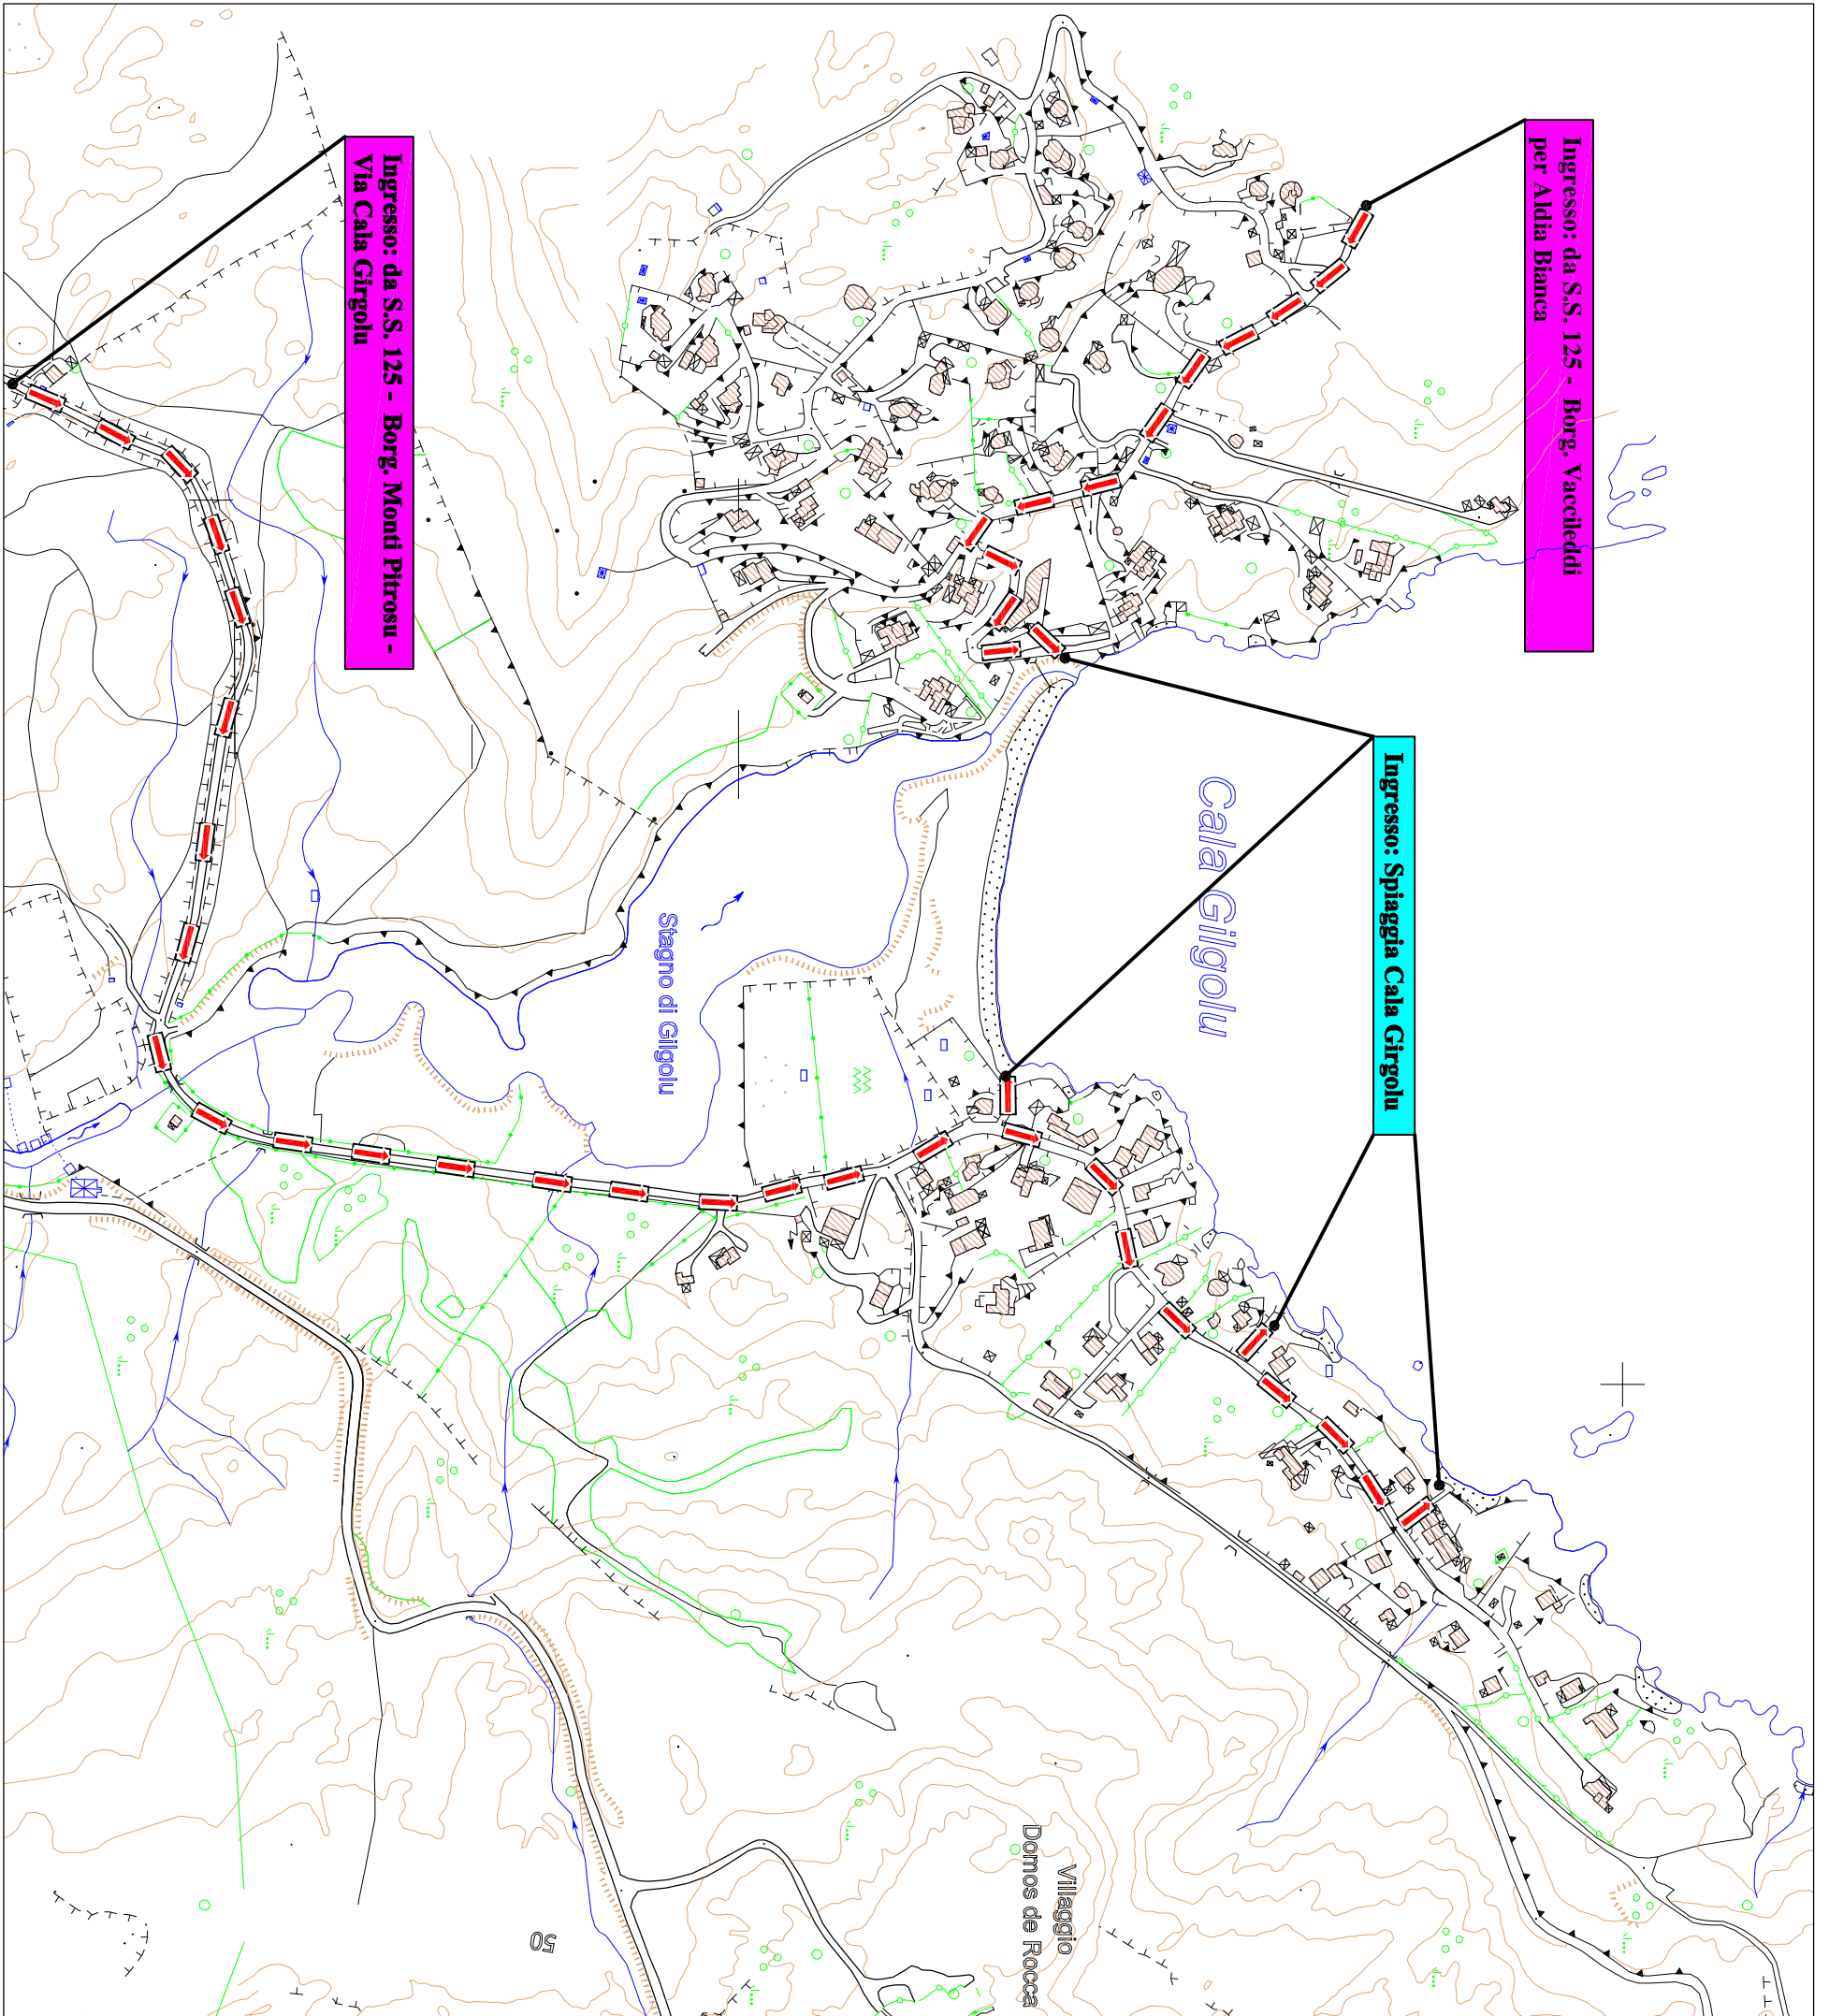 Ingresso: da S.S. 125 - Borg. Vaccileddi
per Aldia Bianca
Ingresso: Spiaggia Cala Girgolu
Cala Gilgolu
Stagno di Gilgolu
Ingresso: da S.S. 125 - Borg. Monti Pitrosu -
Via Cala Girgolu
Villaggio
Domos de Rocca
50